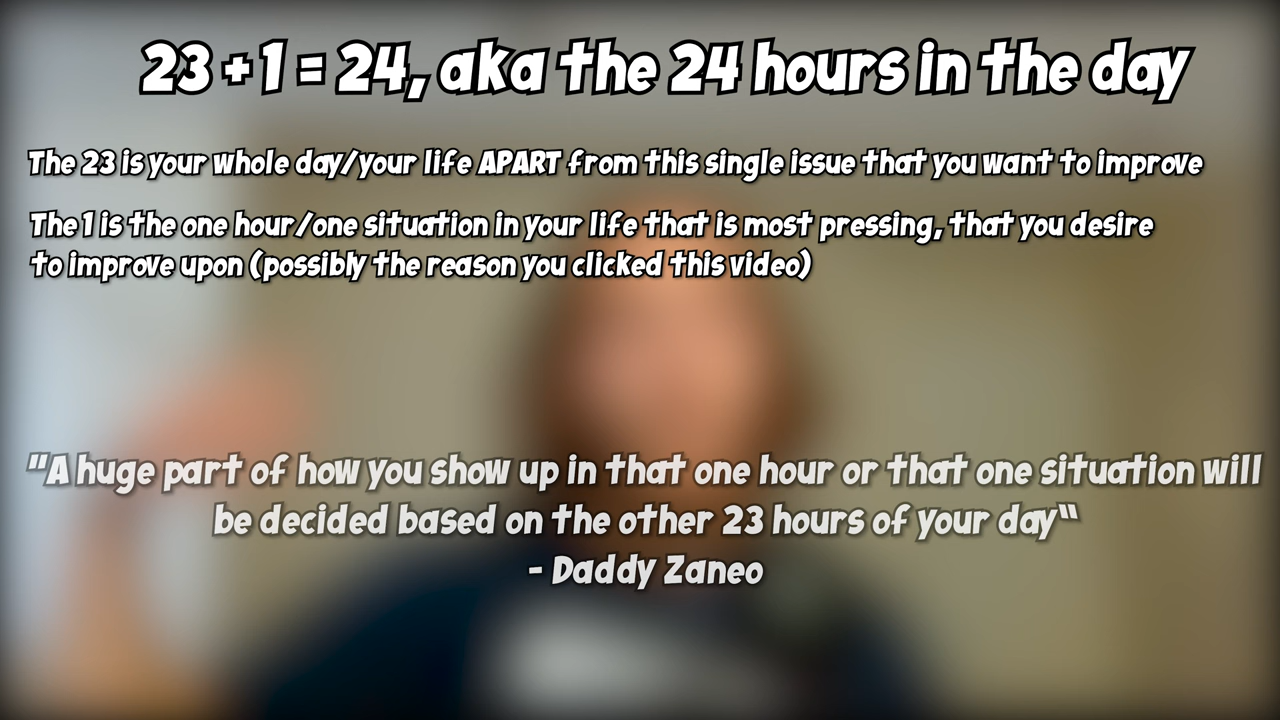 23 + 1 = 24, aka the 24 hours in the day
The 23 is your whole day/your life APART from this single issue that you want to improve
The 1 is the one hour/one situation in your life that is most pressing, that you desire
to improve upon (possibly the reason you clicked this video)
"A huge part of how you show up in that one hour or that one situation will
be decided based on the other 23 hours of your day"
- Daddy Zaneo